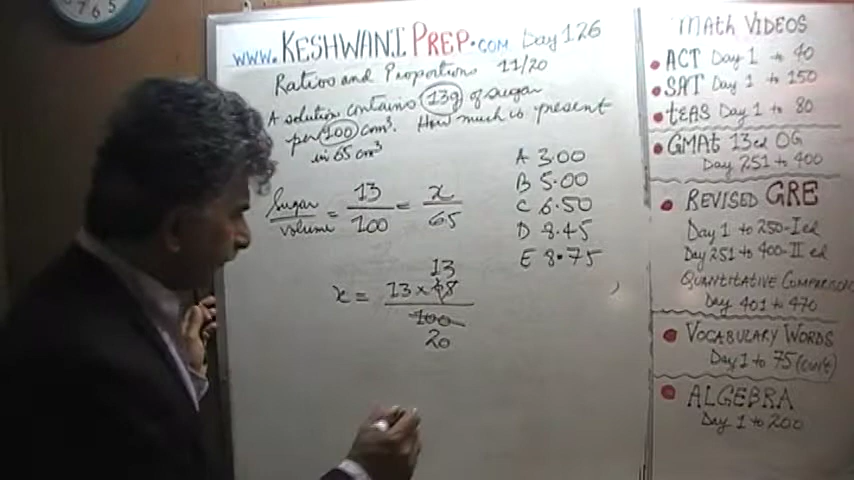 www.KESHWANIPREP.COM Day 126
Ratios and Proportions 11/20
A solution contains 13g of sugar
per 100 cm³. How much is present
in 65 cm³
A 3.00
B 5.00
C 6.50
D 8.45
E 8.75
Sugar/volume = 13/100 = x/65
13
x = 13 ×
100
20
Math VIDEOS
ACT Day 1 to 40
SAT Day 1 to 150
tEAS Day 1 to 80
GMAt 13ed OG
Day 251 to 400
REVISED GRE
Day 1 to 250-I ed
Day 251 to 400-II ed
QUANTITATIVE COMPARISON
Day 401 to 470
VOCABULARY WORDS
Day 1 to 75
ALGEBRA
Day 1 to 200
7 6 5